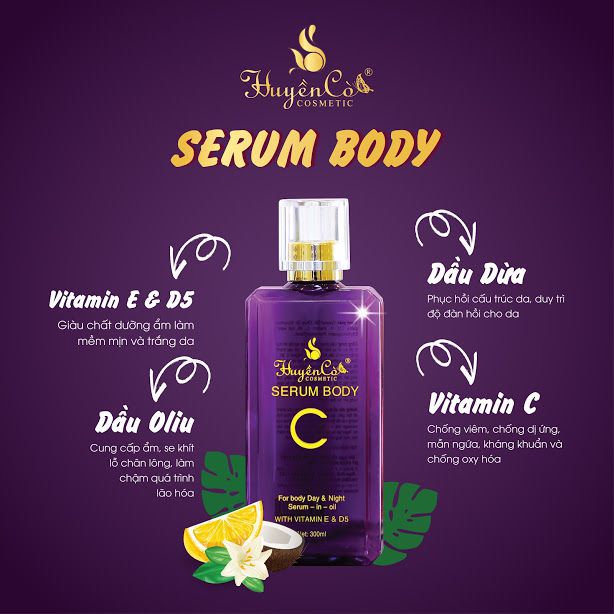 Huyền Cò®
COSMETIC
SERUM BODY
Vitamin E & D5
Giàu chất dưỡng ẩm làm
mềm mịn và trắng da
Dầu Oliu
Cung cấp ẩm, se khít
lỗ chân lông, làm
chậm quá trình
lão hóa
Huyền Cò®
COSMETIC
SERUM BODY
C
For body Day & Night
Serum – in – oil
WITH VITAMIN E & D5
Net: 300ml
Dầu Dừa
Phục hồi cấu trúc da, duy trì
độ đàn hồi cho da
Vitamin C
Chống viêm, chống dị ứng,
mẩn ngứa, kháng khuẩn và
chống oxy hóa